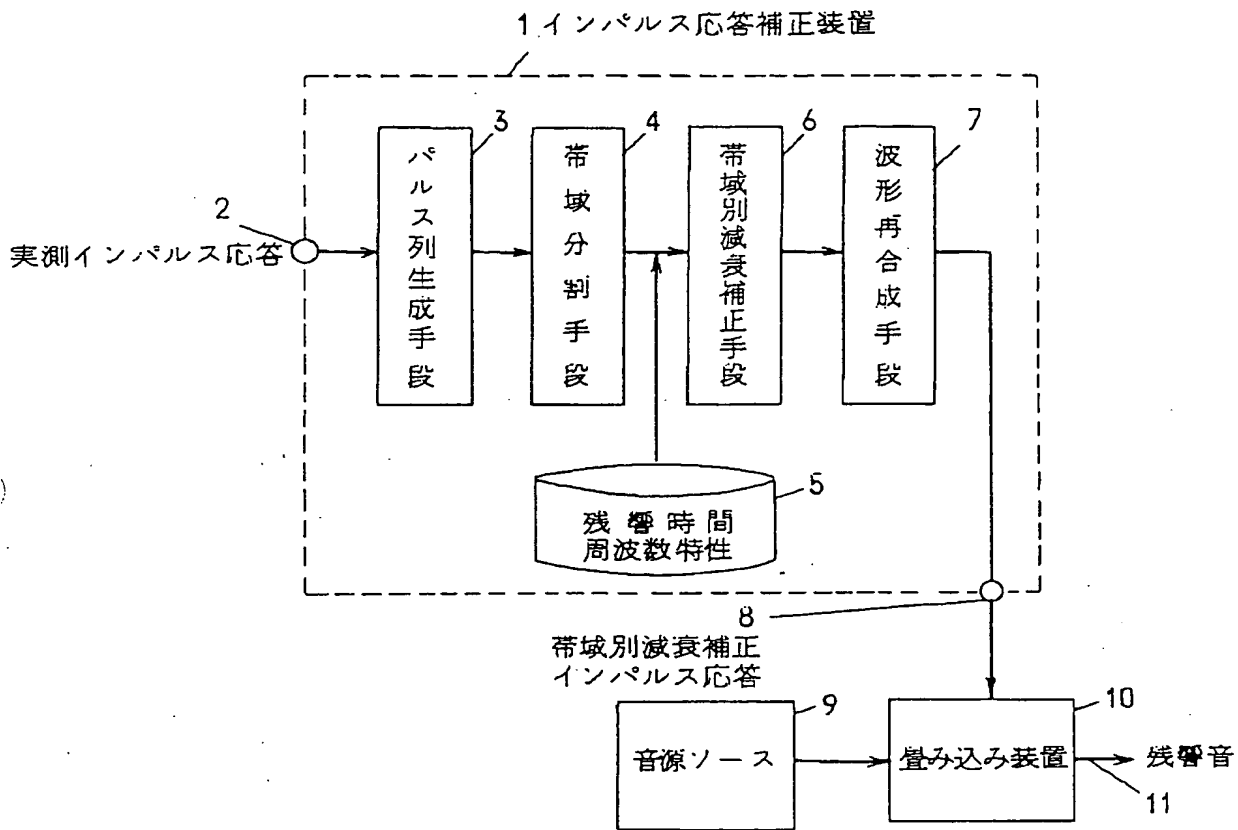 1 インパルス応答補正装置
3
4
6
7
パルス列生成手段
帯域分割手段
帯域別減衰補正手段
波形再合成手段
2
実測インパルス応答
5
残響時間
周波数特性
8
帯域別減衰補正
インパルス応答
9
音源ソース
10
畳み込み装置
残響音
11